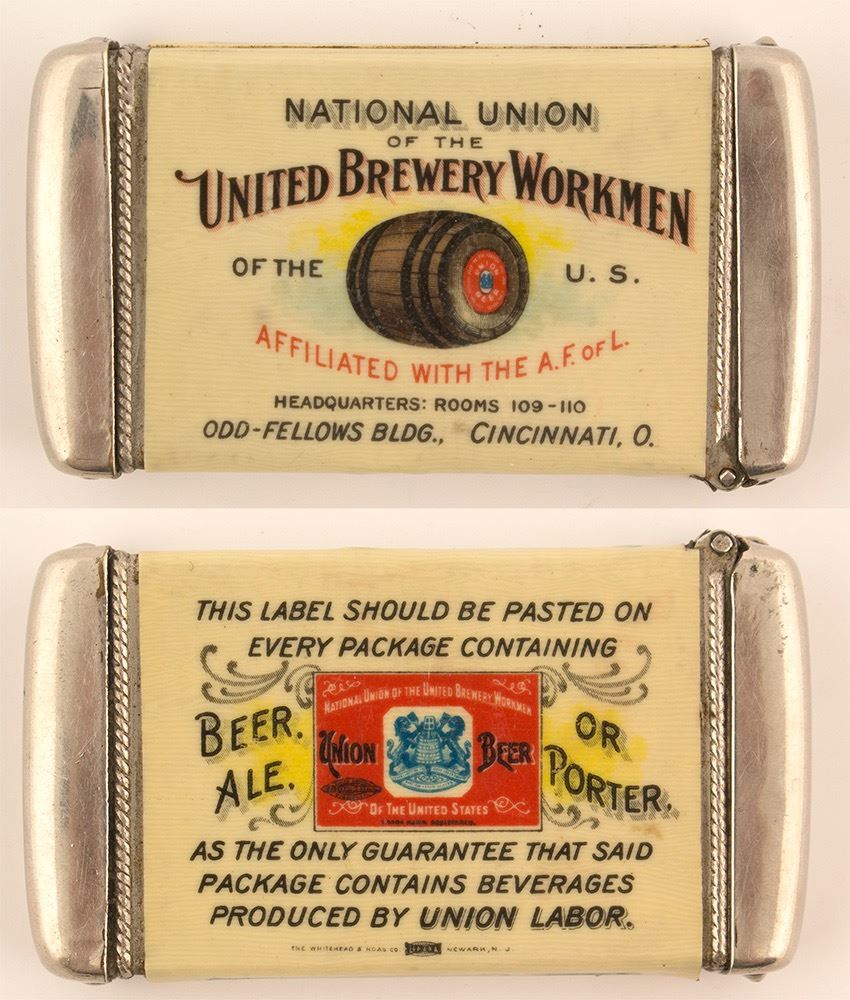 NATIONAL UNION
OF THE
UNITED BREWERY WORKMEN
OF THE U. S.
UNION
BEER
AFFILIATED WITH THE A. F. OF L.
HEADQUARTERS: ROOMS 109-110
ODD-FELLOWS BLDG., CINCINNATI, O.
THIS LABEL SHOULD BE PASTED ON
EVERY PACKAGE CONTAINING
BEER. OR
ALE. PORTER.
NATIONAL UNION OF THE UNITED BREWERY WORKMEN
UNION BEER
OF THE UNITED STATES
AS THE ONLY GUARANTEE THAT SAID
PACKAGE CONTAINS BEVERAGES
PRODUCED BY UNION LABOR.
THE WHITEHEAD & HOAG CO. NEWARK, N. J.